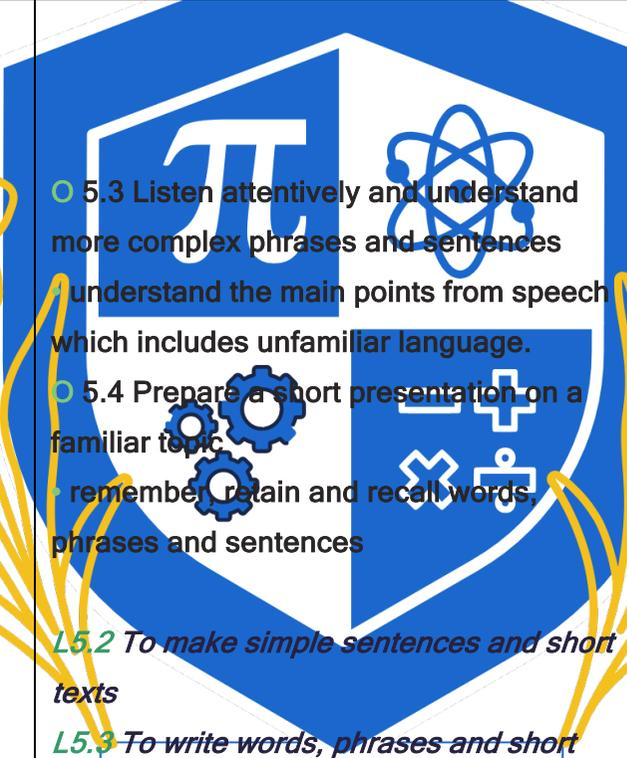 O 5.3 Listen attentively and understand
more complex phrases and sentences
• understand the main points from speech
which includes unfamiliar language.
O 5.4 Prepare a short presentation on a
familiar topic
• remember, retain and recall words,
phrases and sentences
L5.2 To make simple sentences and short
texts
L5.3 To write words, phrases and short